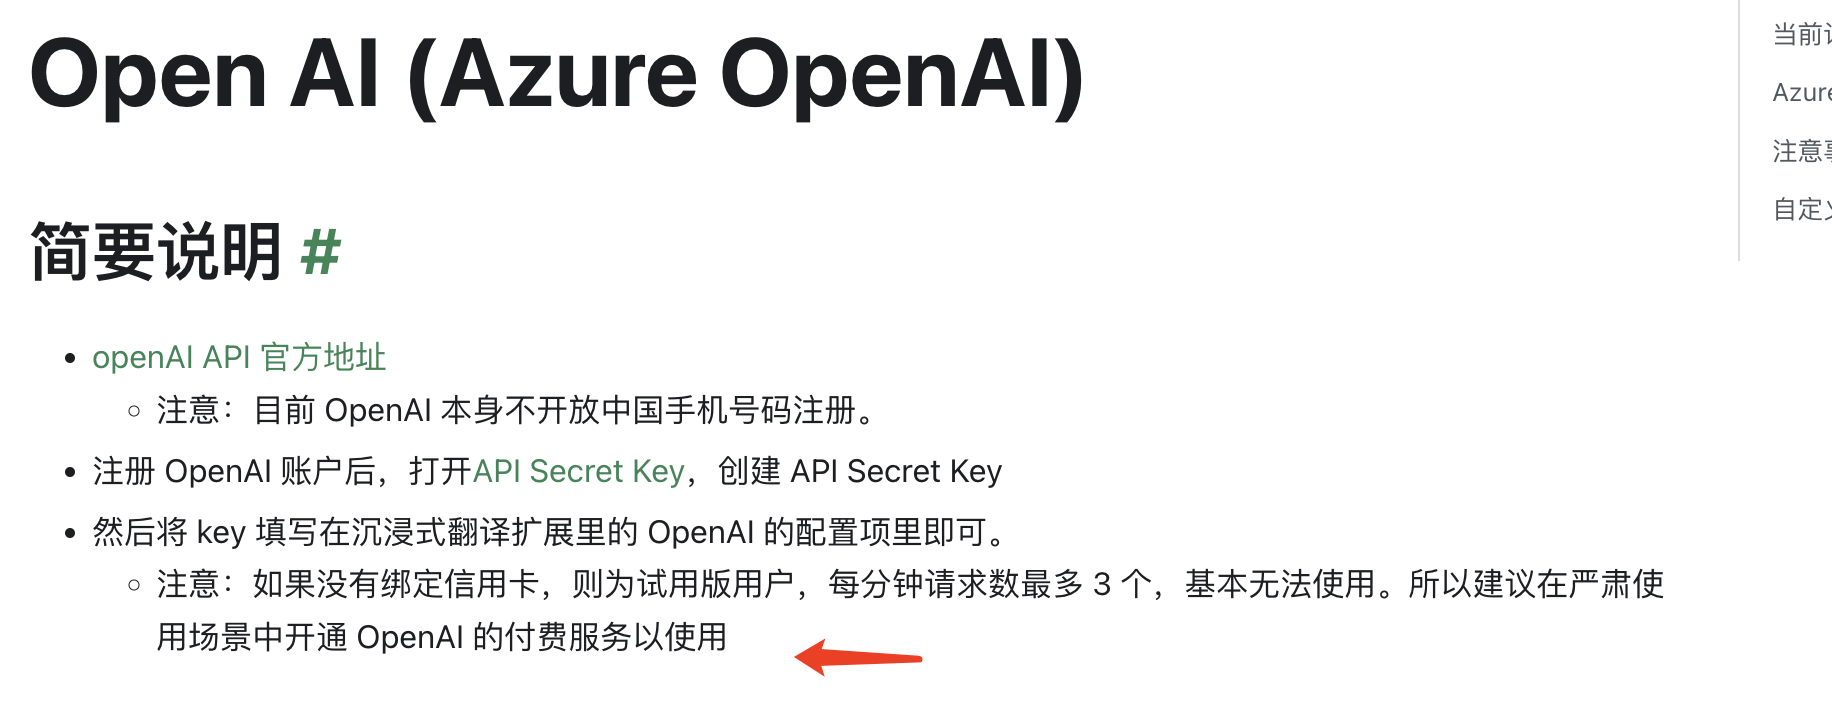 Open AI (Azure OpenAI)
简要说明 #
openAI API 官方地址
注意：目前 OpenAI 本身不开放中国手机号码注册。
注册 OpenAI 账户后，打开API Secret Key，创建 API Secret Key
然后将 key 填写在沉浸式翻译扩展里的 OpenAI 的配置项里即可。
注意：如果没有绑定信用卡，则为试用版用户，每分钟请求数最多 3 个，基本无法使用。所以建议在严肃使
用场景中开通 OpenAI 的付费服务以使用
当前
Azure
注意
自定